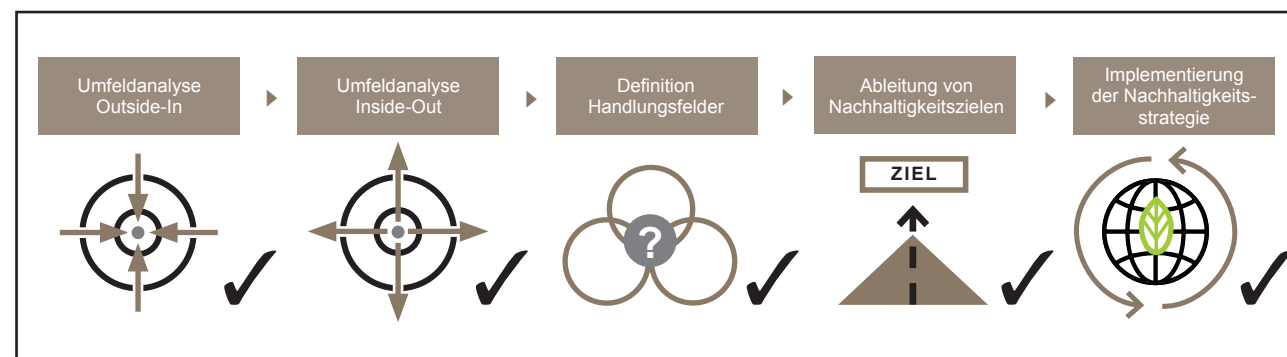 Umfeldanalyse
Outside-In
Umfeldanalyse
Inside-Out
Definition
Handlungsfelder
Ableitung von
Nachhaltigkeitszielen
Implementierung
der Nachhaltigkeits-
strategie
?
ZIEL